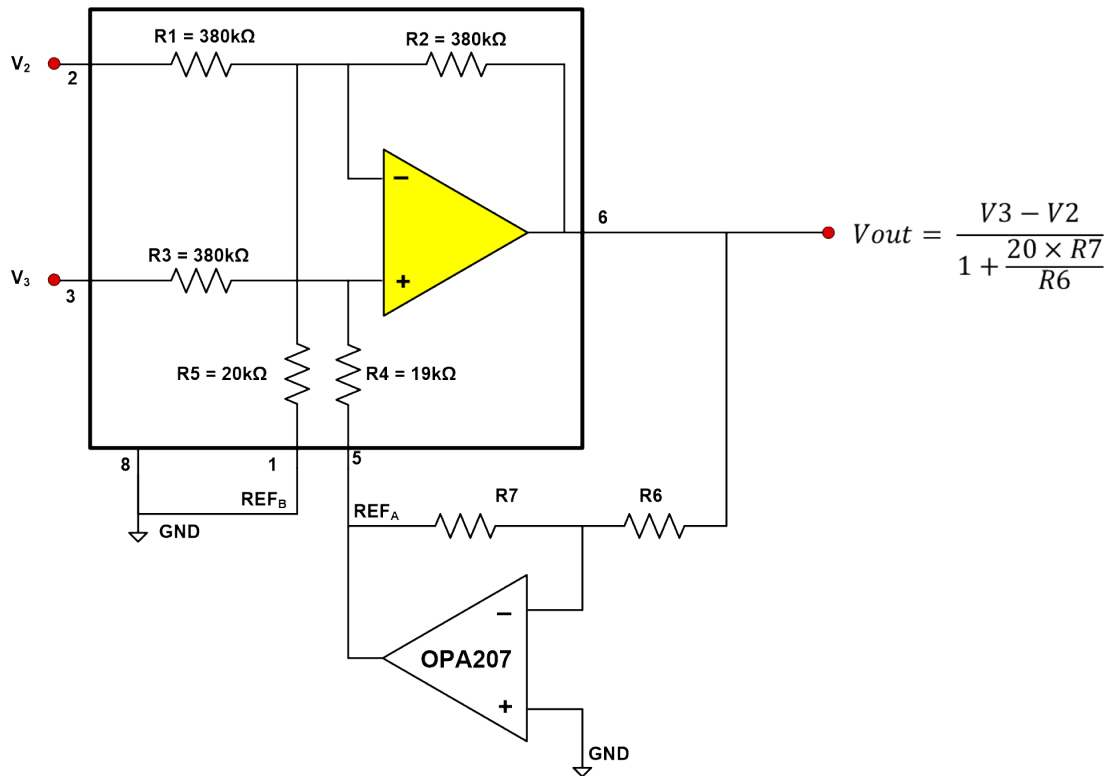 R1 = 380kΩ
R2 = 380kΩ
V2
2
−
6
Vout = (V3 − V2) / (1 + (20 × R7) / R6)
R3 = 380kΩ
V3
3
+
R5 = 20kΩ
R4 = 19kΩ
8
1
5
REFB
REFA
R7
R6
GND
−
OPA207
+
GND